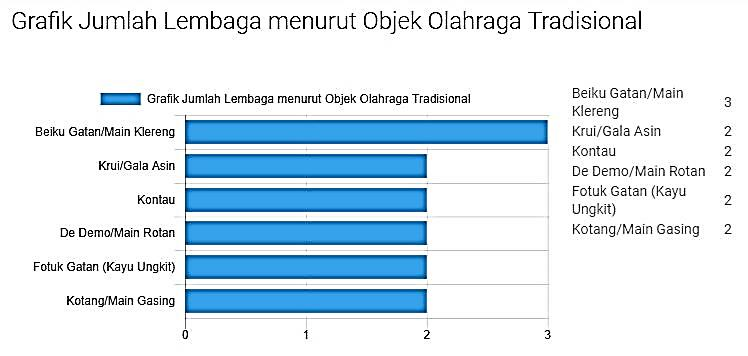 Grafik Jumlah Lembaga menurut Objek Olahraga Tradisional
Grafik Jumlah Lembaga menurut Objek Olahraga Tradisional
Beiku Gatan/Main Klereng
Krui/Gala Asin
Kontau
De Demo/Main Rotan
Fotuk Gatan (Kayu Ungkit)
Kotang/Main Gasing
0 1 2 3
Beiku Gatan/Main
Klereng 3
Krui/Gala Asin 2
Kontau 2
De Demo/Main Rotan 2
Fotuk Gatan (Kayu
Ungkit) 2
Kotang/Main Gasing 2